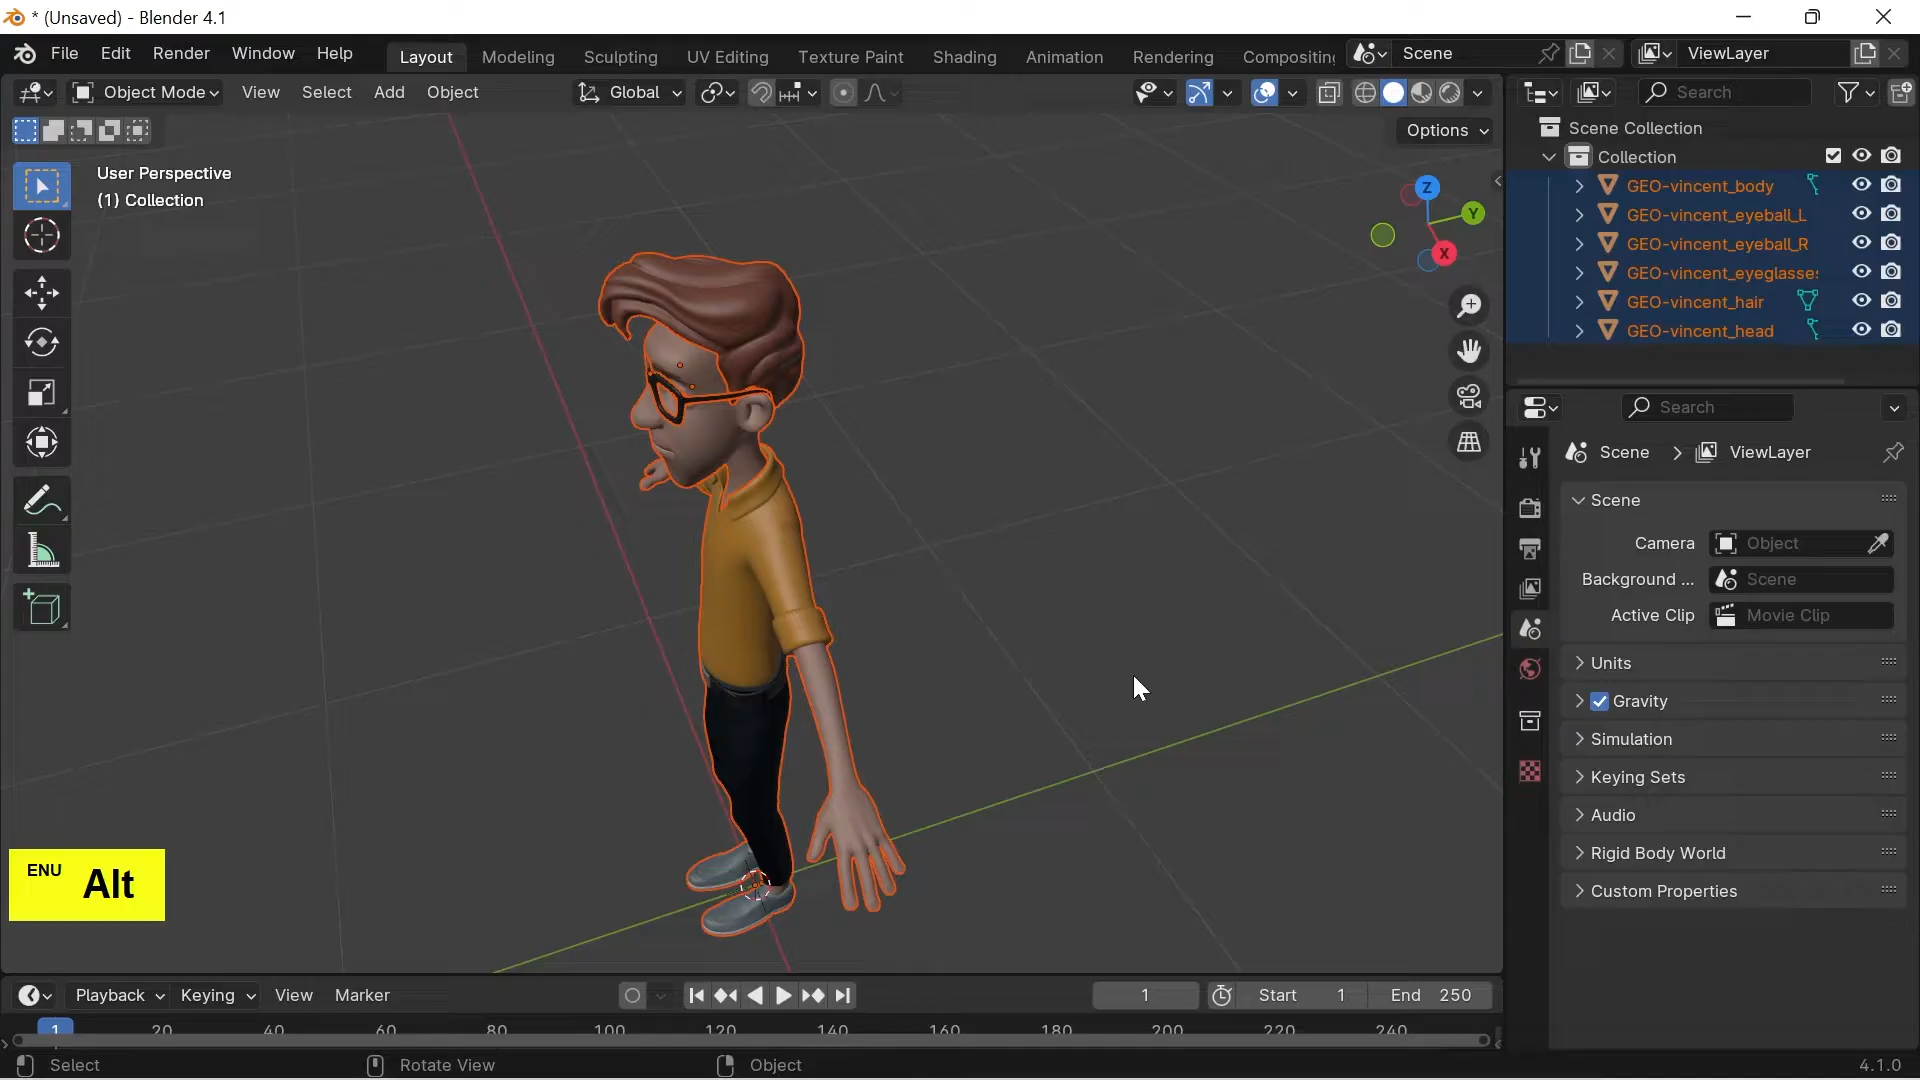 * (Unsaved) - Blender 4.1
File Edit Render Window Help Layout Modeling Sculpting UV Editing Texture Paint Shading Animation Rendering Compositing Scene ViewLayer
Object Mode View Select Add Object Global Search
Options
Scene Collection
Collection
User Perspective
(1) Collection
GEO-vincent_body
GEO-vincent_eyeball_L
GEO-vincent_eyeball_R
GEO-vincent_eyeglasses
GEO-vincent_hair
GEO-vincent_head
Z
Y
X
Search
Scene ViewLayer
Scene
Camera Object
Background ... Scene
Active Clip Movie Clip
Units
Gravity
Simulation
Keying Sets
Audio
Rigid Body World
Custom Properties
ENU Alt
Playback Keying View Marker 1 Start 1 End 250
1 20 40 60 80 100 120 140 160 180 200 220 240
Select Rotate View Object 4.1.0